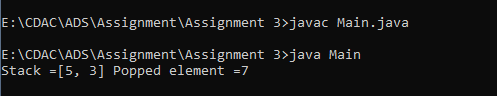 E:\CDAC\ADS\Assignment\Assignment 3>javac Main.java
E:\CDAC\ADS\Assignment\Assignment 3>java Main
Stack =[5, 3] Popped element =7